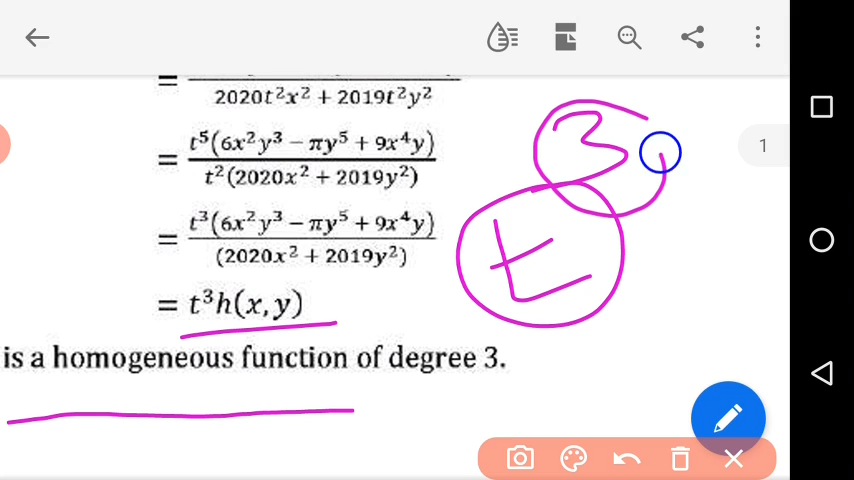 =
2020t²x² + 2019t²y²
= t⁵(6x²y³ − πy⁵ + 9x⁴y)
t²(2020x² + 2019y²)
= t³(6x²y³ − πy⁵ + 9x⁴y)
(2020x² + 2019y²)
= t³h(x, y)
is a homogeneous function of degree 3.
3
t
1